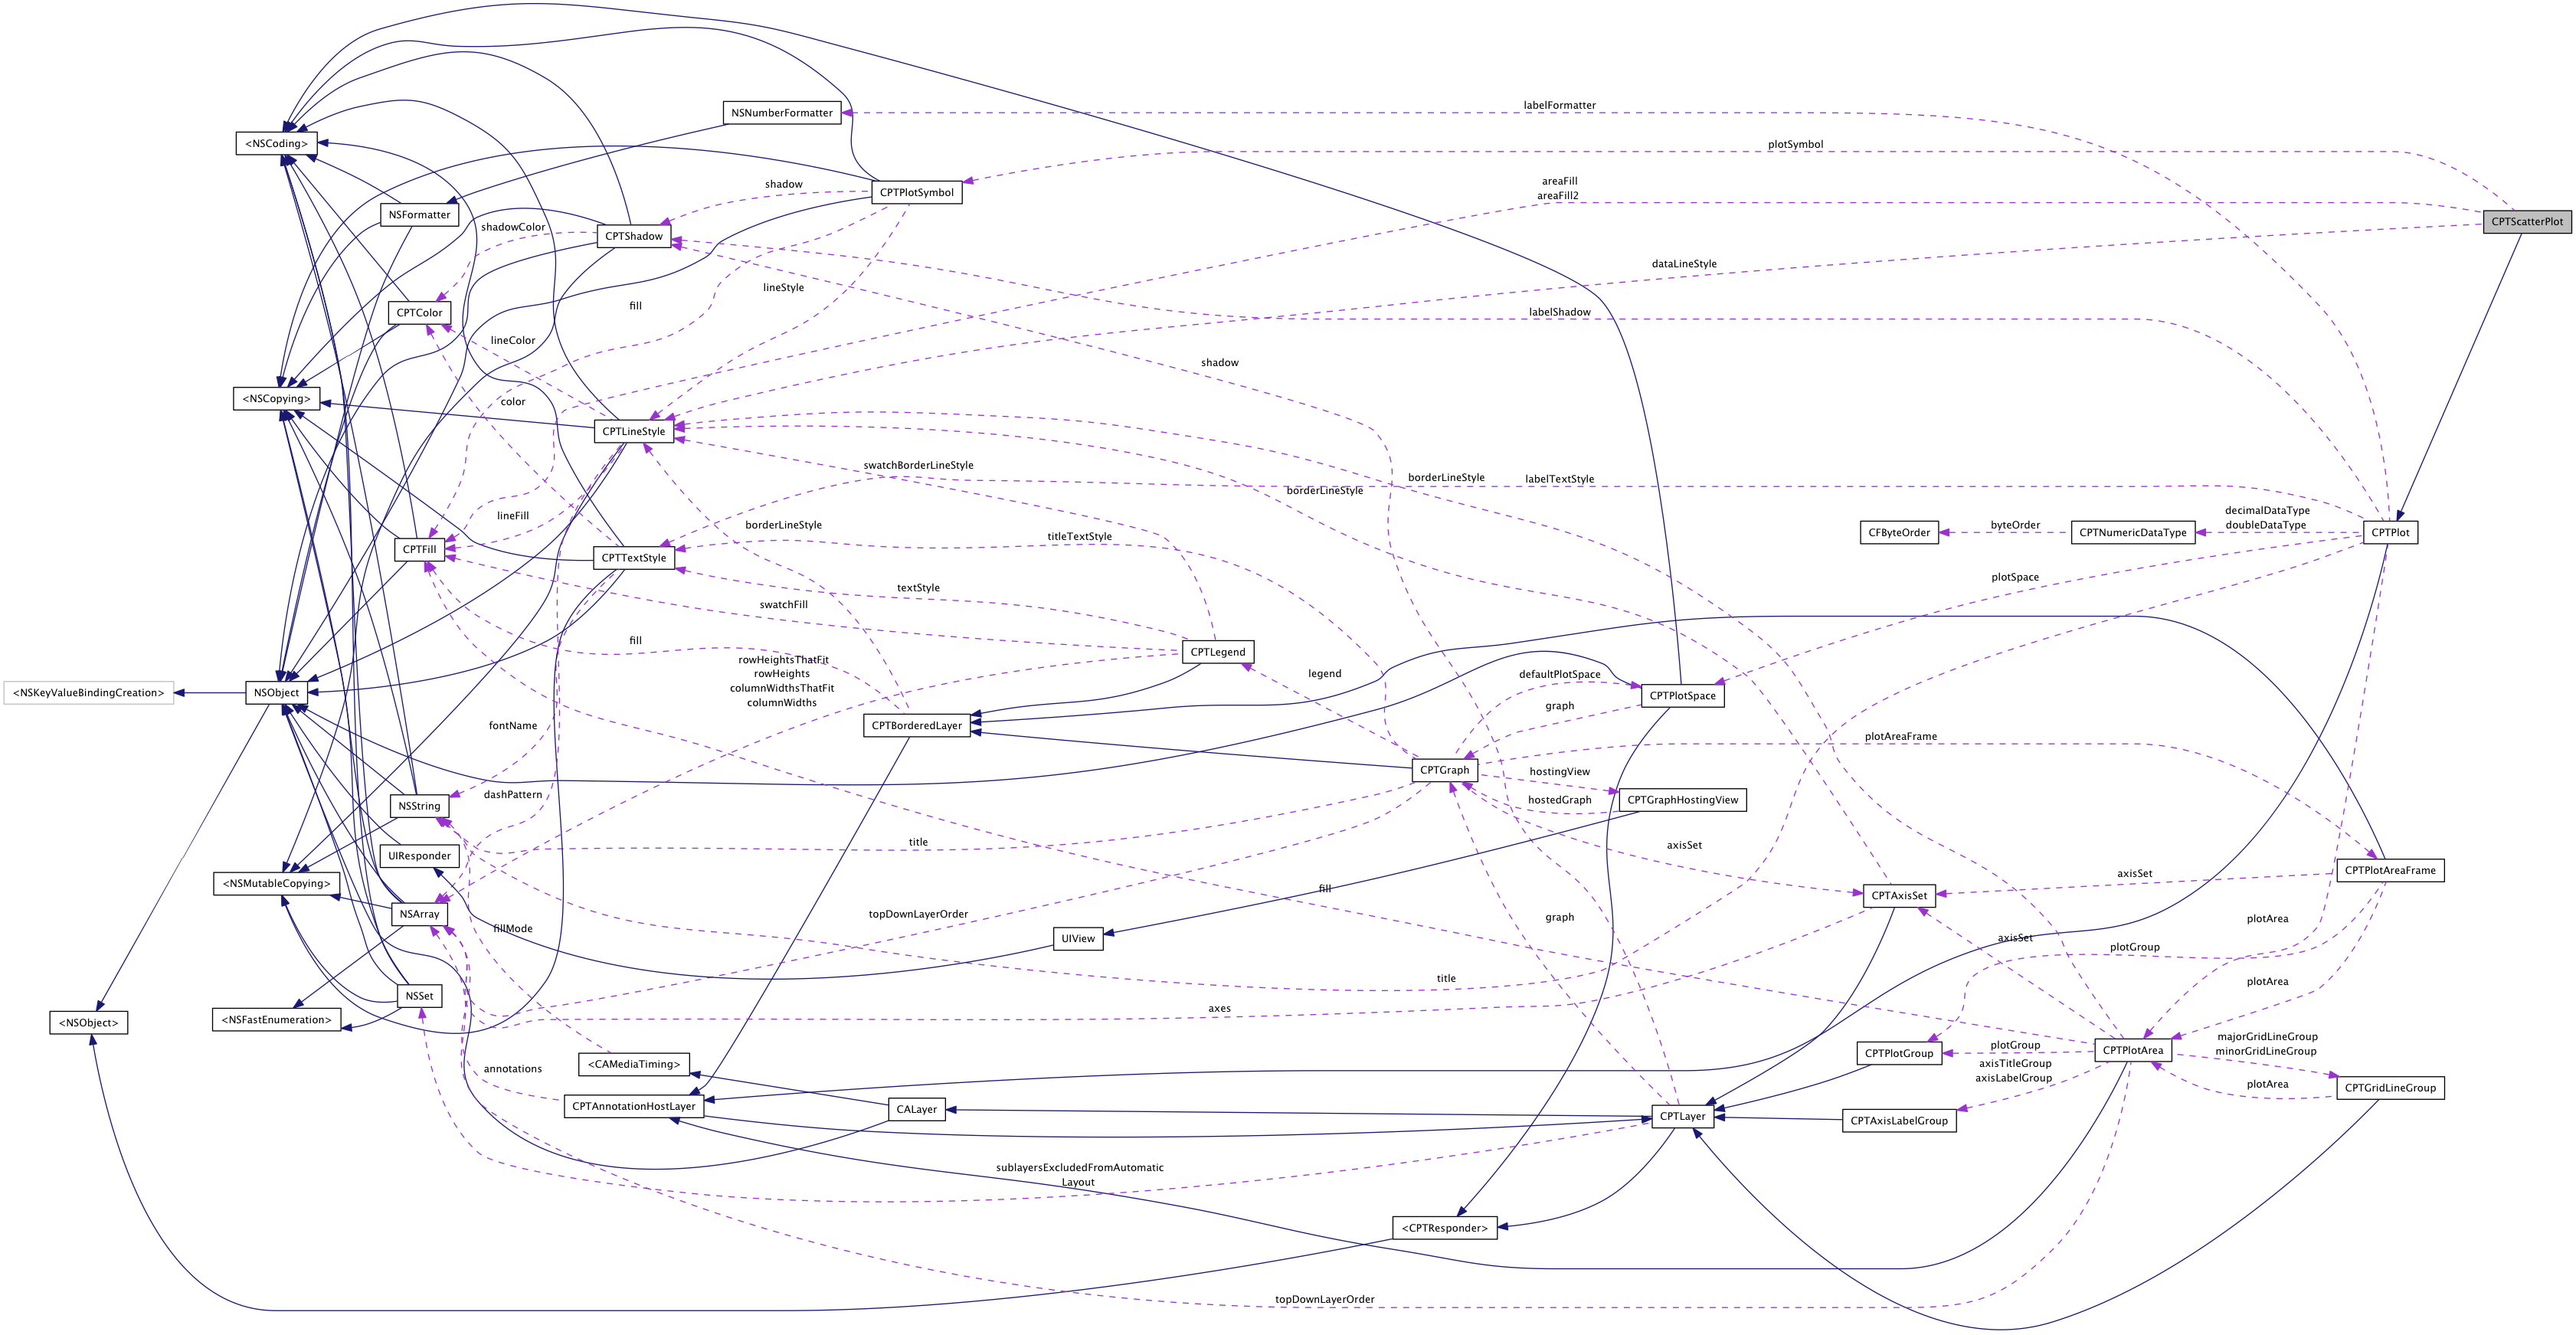 labelFormatter
NSNumberFormatter
<NSCoding>
plotSymbol
areaFill
areaFill2
shadow
CPTPlotSymbol
NSFormatter
CPTScatterPlot
shadowColor
CPTShadow
dataLineStyle
lineStyle
fill
CPTColor
labelShadow
lineColor
shadow
<NSCopying>
color
CPTLineStyle
swatchBorderLineStyle
borderLineStyle
labelTextStyle
borderLineStyle
decimalDataType
doubleDataType
lineFill
borderLineStyle
byteOrder
CFByteOrder
CPTNumericDataType
CPTPlot
titleTextStyle
CPTFill
CPTTextStyle
plotSpace
textStyle
swatchFill
fill
CPTLegend
rowHeightsThatFit
rowHeights
columnWidthsThatFit
columnWidths
legend
defaultPlotSpace
<NSKeyValueBindingCreation>
NSObject
CPTPlotSpace
graph
fontName
CPTBorderedLayer
plotAreaFrame
CPTGraph
hostingView
dashPattern
hostedGraph
CPTGraphHostingView
NSString
title
axisSet
UIResponder
CPTPlotAreaFrame
axisSet
<NSMutableCopying>
fill
CPTAxisSet
NSArray
topDownLayerOrder
graph
plotArea
fillMode
UIView
axisSet
plotGroup
title
plotArea
NSSet
axes
<NSObject>
<NSFastEnumeration>
majorGridLineGroup
minorGridLineGroup
plotGroup
CPTPlotGroup
CPTPlotArea
<CAMediaTiming>
annotations
axisTitleGroup
axisLabelGroup
plotArea
CPTGridLineGroup
CPTAnnotationHostLayer
CALayer
CPTLayer
CPTAxisLabelGroup
sublayersExcludedFromAutomatic
Layout
<CPTResponder>
topDownLayerOrder